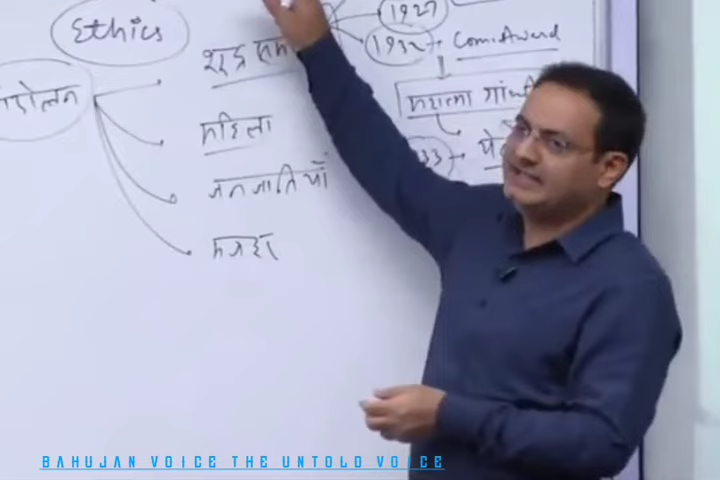 Ethics
1927
1932 → Com. Award
शूद्र
महात्मा गांधी
महिला
33 →
जनजातियाँ
मजदूर
BAHUJAN VOICE THE UNTOLD VOICE